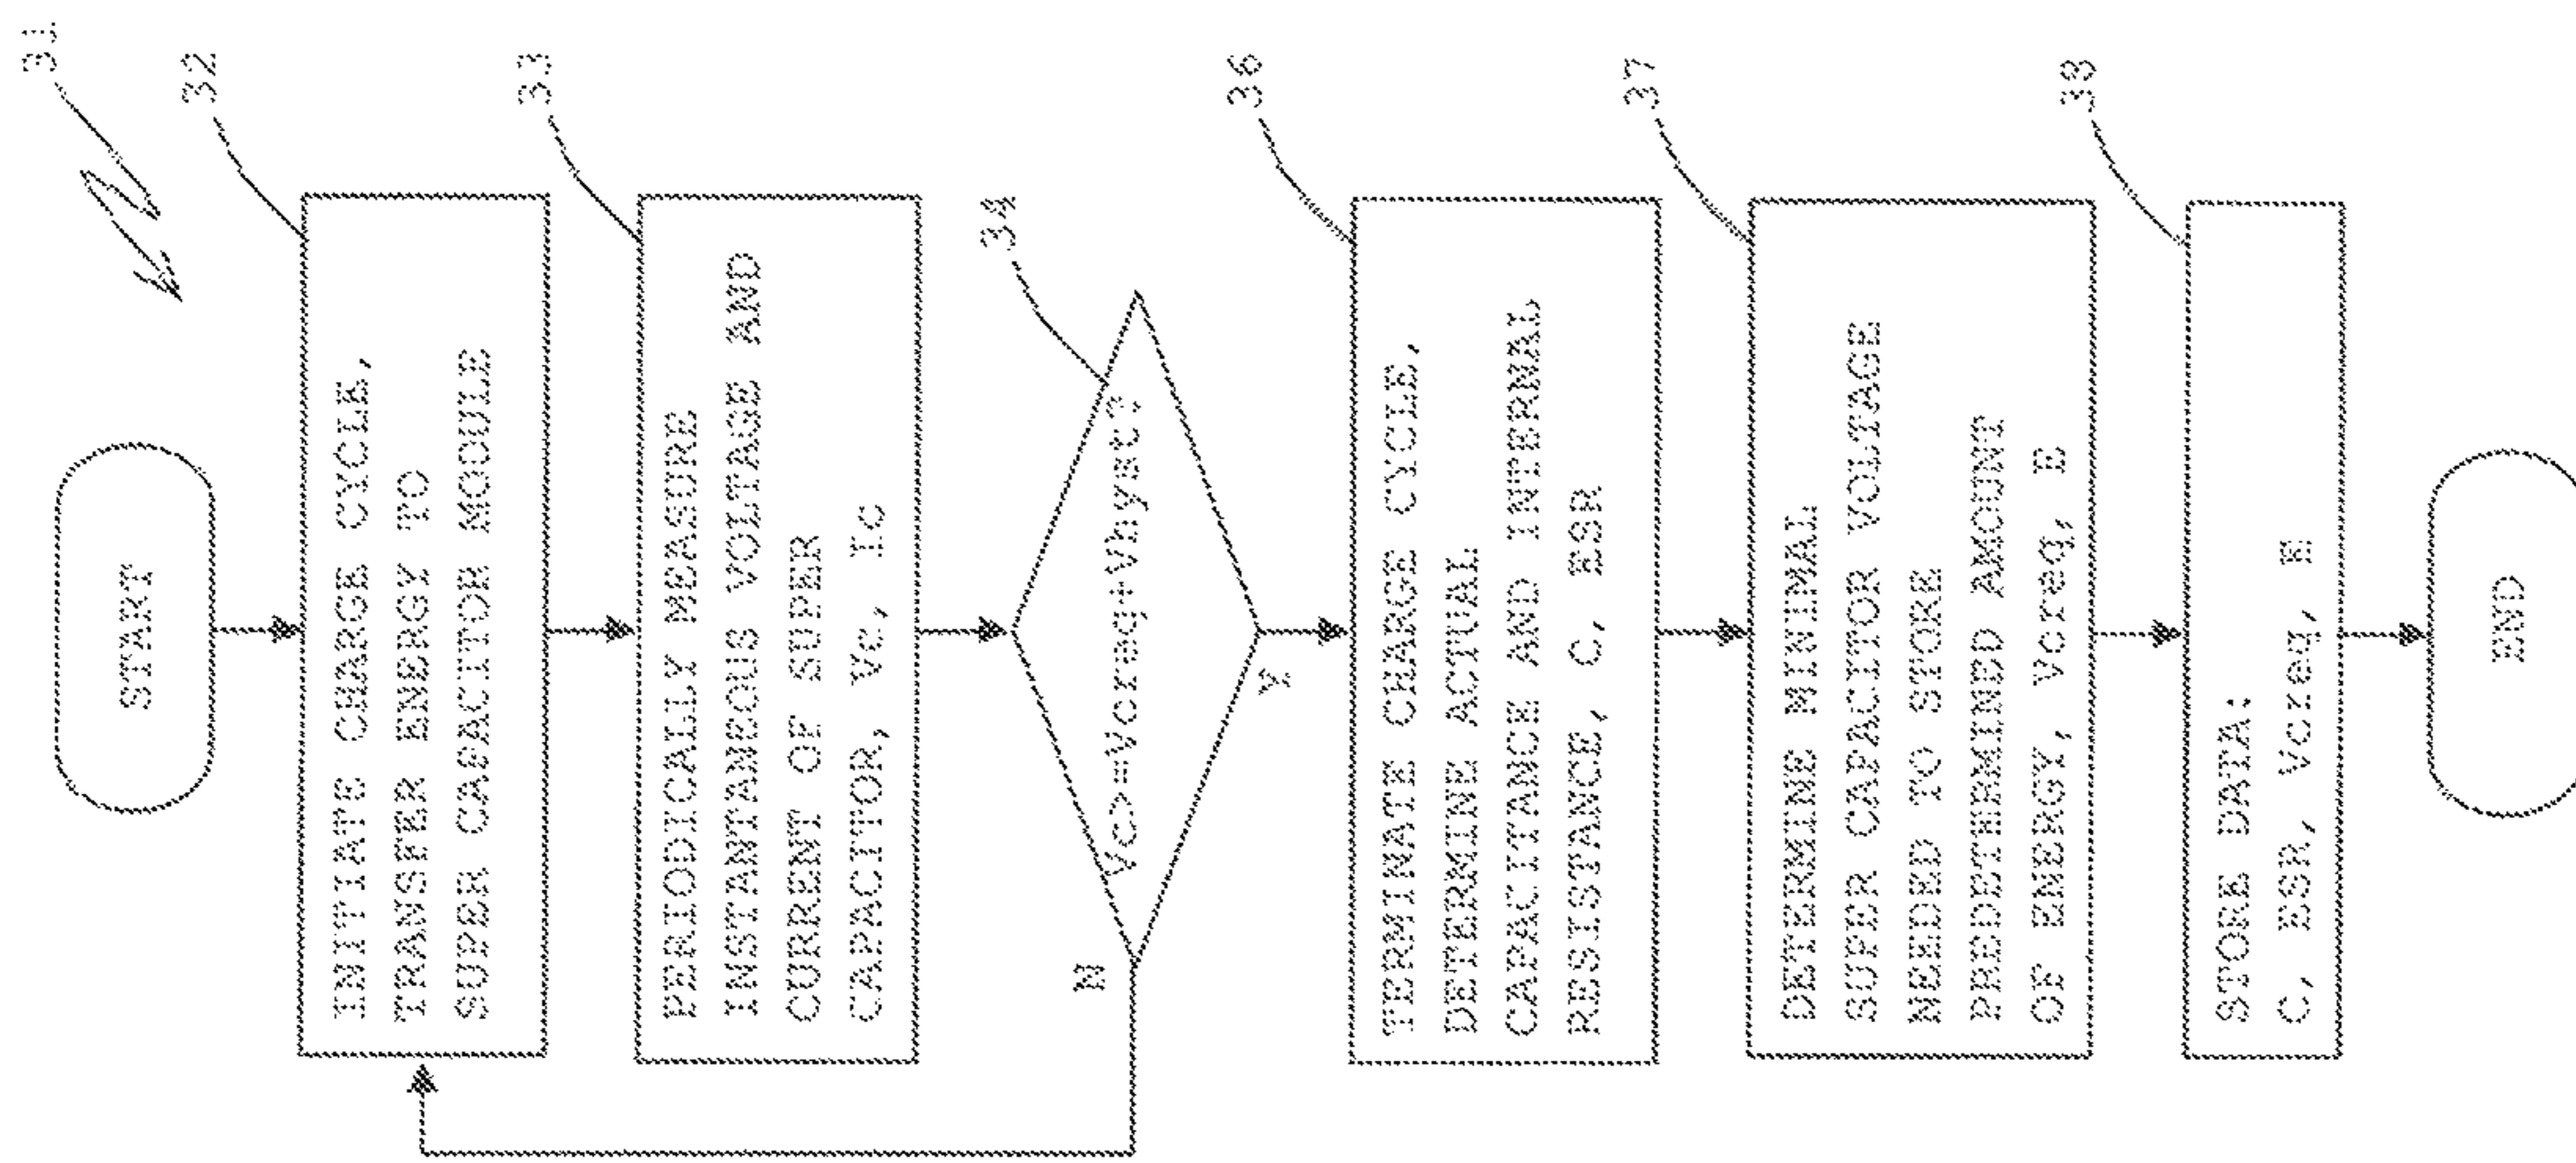 31
START
32
INITIATE CHARGE CYCLE,
TRANSFER ENERGY TO
SUPER CAPACITOR MODULE
33
PERIODICALLY MEASURE
INSTANTANEOUS VOLTAGE AND
CURRENT OF SUPER
CAPACITOR, Vc, Ic
34
Vc>=Vcreq+Vhyst?
N
Y
36
TERMINATE CHARGE CYCLE,
DETERMINE ACTUAL
CAPACITANCE AND INTERNAL
RESISTANCE, C, ESR
37
DETERMINE MINIMAL
SUPER CAPACITOR VOLTAGE
NEEDED TO STORE
PREDETERMINED AMOUNT
OF ENERGY, Vcreq, E
38
STORE DATA:
C, ESR, Vcreq, E
END